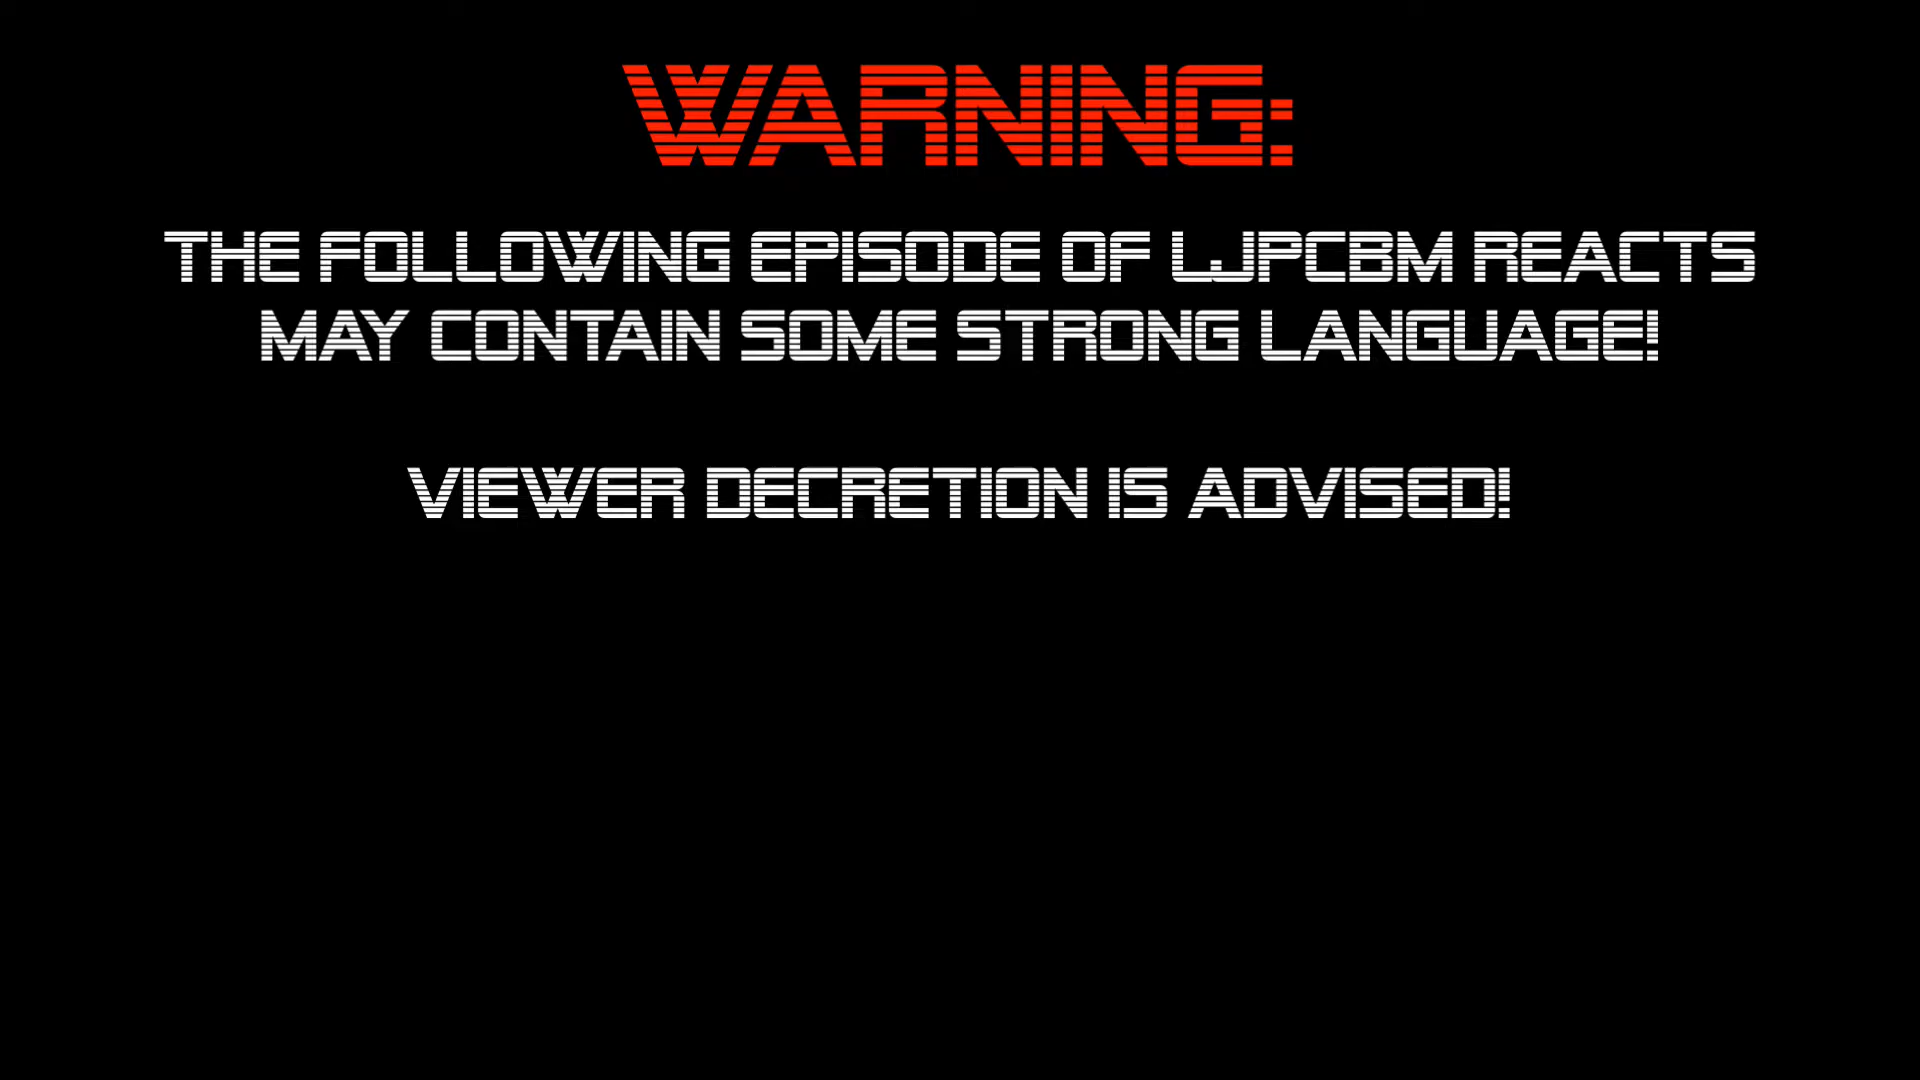 WARNING:
THE FOLLOWING EPISODE OF LJPCBM REACTS
MAY CONTAIN SOME STRONG LANGUAGE!
VIEWER DECRETION IS ADVISED!